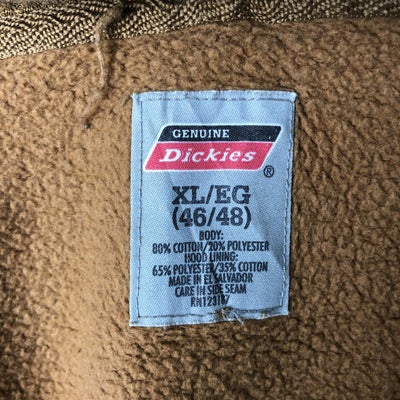 GENUINE
Dickies
®
XL/EG
(46/48)
BODY:
80% COTTON/20% POLYESTER
HOOD LINING:
65% POLYESTER/35% COTTON
MADE IN EL SALVADOR
CARE IN SIDE SEAM